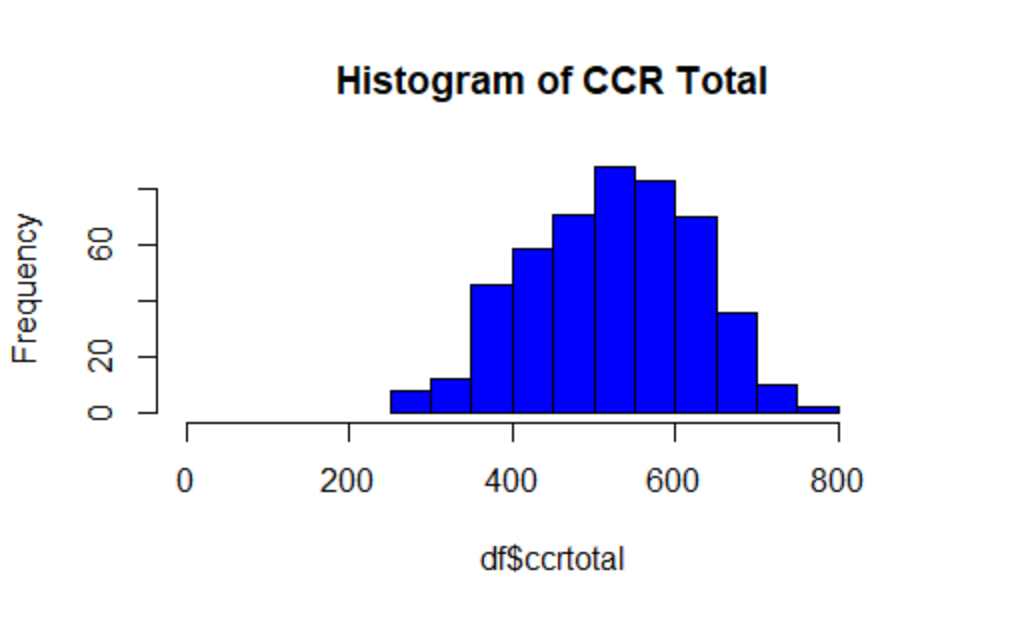 Histogram of CCR Total
Frequency
60
20
0
0 200 400 600 800
df$ccrtotal